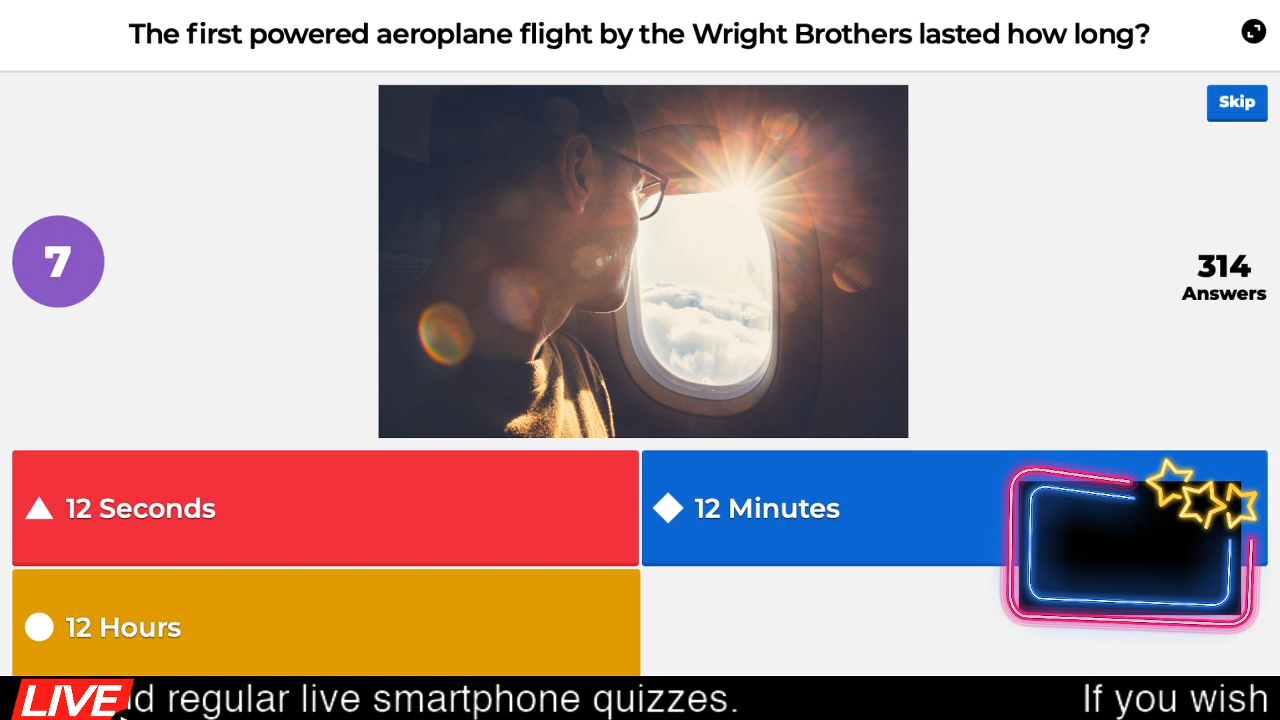 The first powered aeroplane flight by the Wright Brothers lasted how long?
Skip
7
314
Answers
12 Seconds
12 Minutes
12 Hours
LIVE regular live smartphone quizzes. If you wish